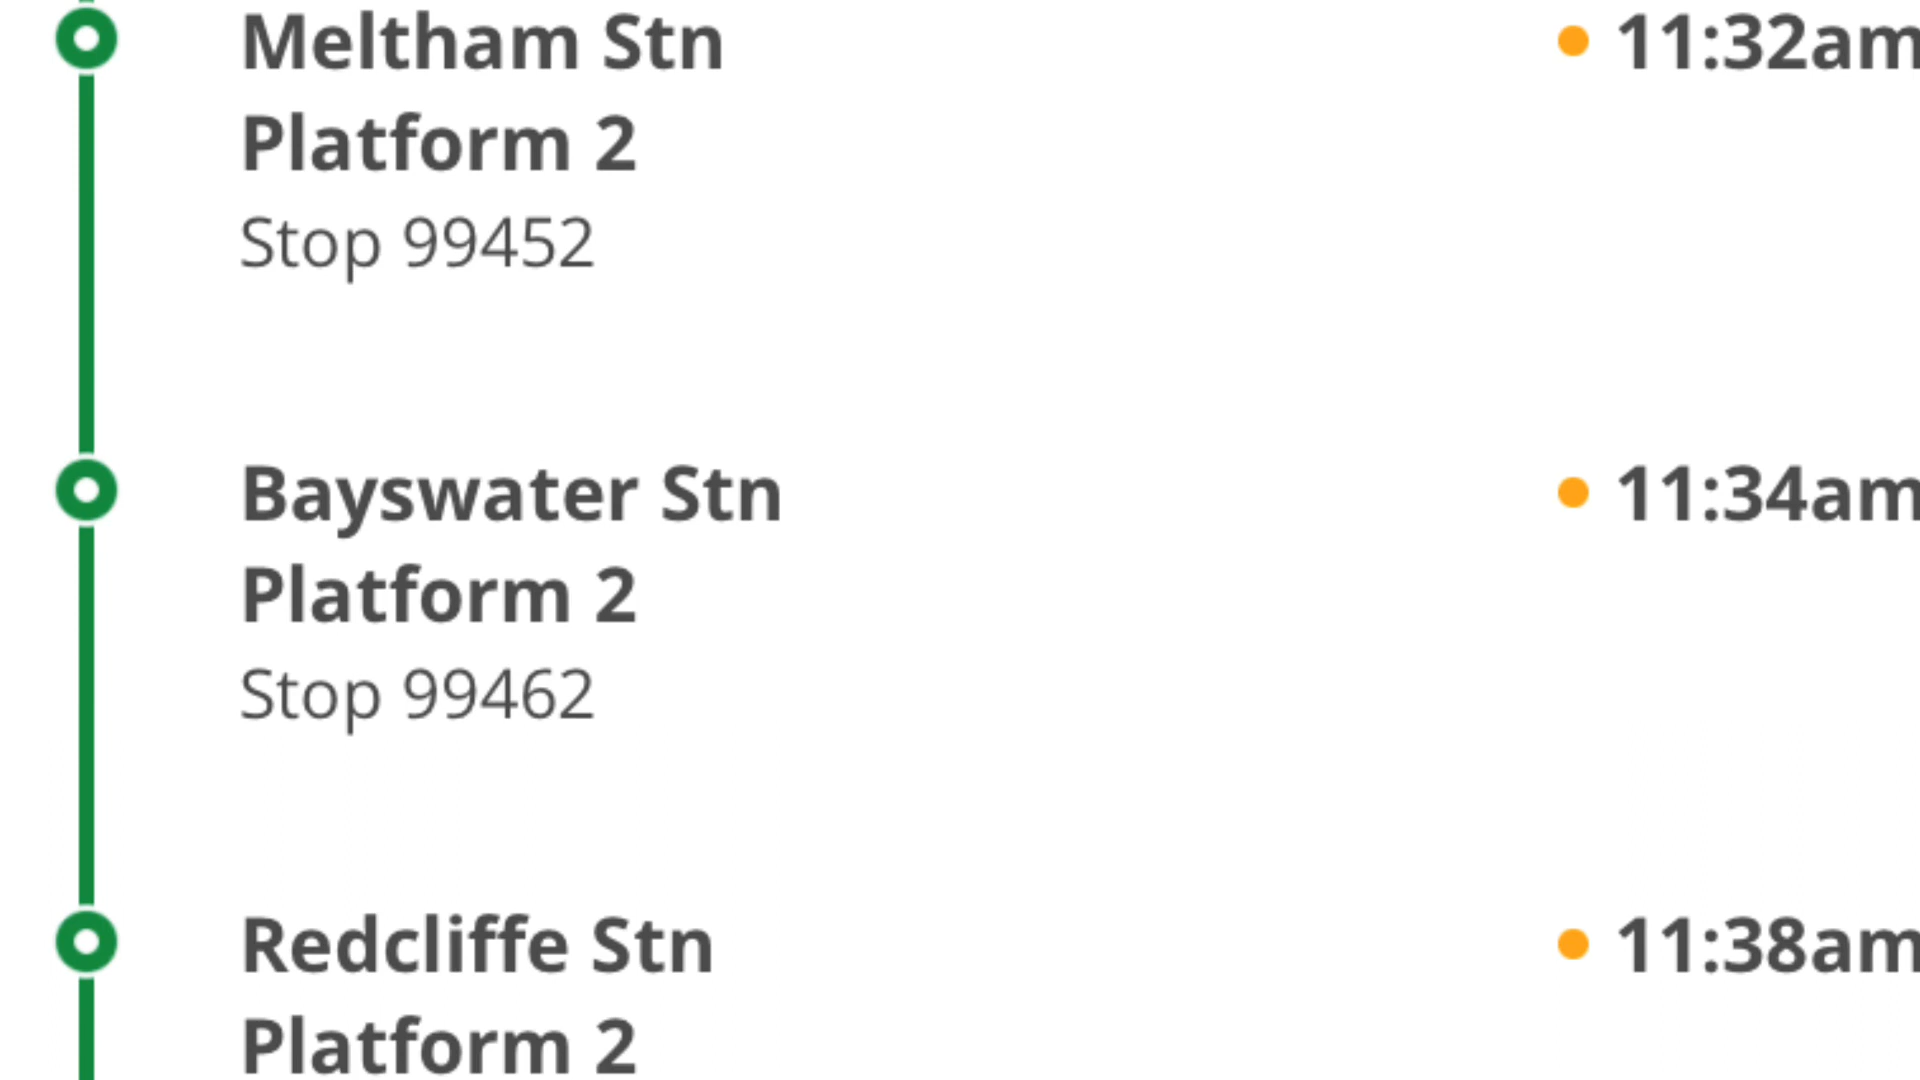 Meltham Stn 11:32am
Platform 2
Stop 99452
Bayswater Stn 11:34am
Platform 2
Stop 99462
Redcliffe Stn 11:38am
Platform 2